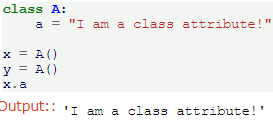 class A:
    a = "I am a class attribute!"
x = A()
y = A()
x.a
Output:: 'I am a class attribute!'